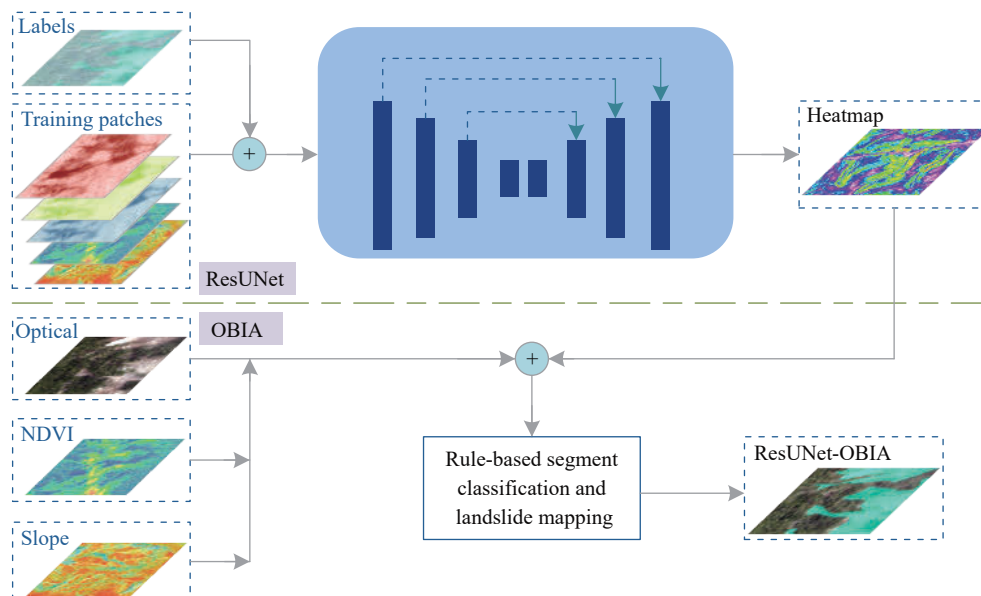 Labels
Training patches
+
ResUNet
Heatmap
OBIA
Optical
+
NDVI
Slope
Rule-based segment
classification and
landslide mapping
ResUNet-OBIA